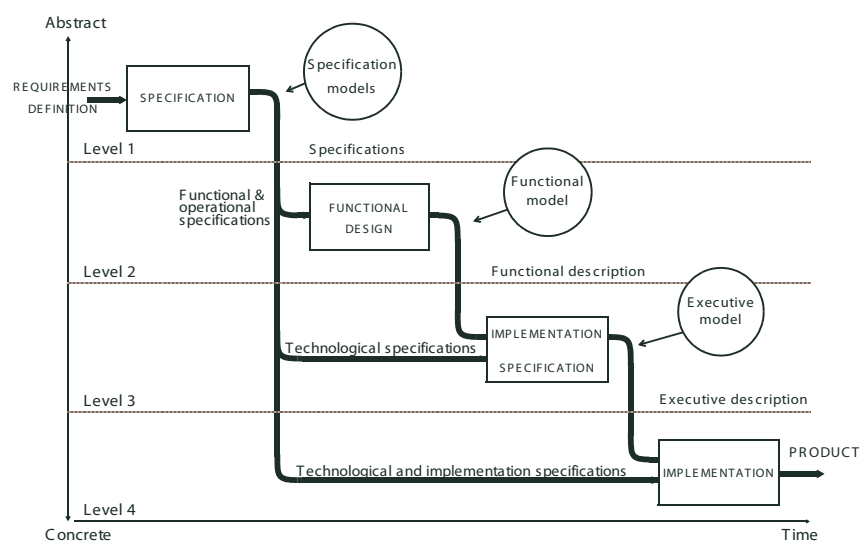 Abstract
REQUIREMENTS
DEFINITION
SPECIFICATION
Specification
models
Level 1
Specifications
Functional &
operational
specifications
FUNCTIONAL
DESIGN
Functional
model
Level 2
Functional description
Technological specifications
IMPLEMENTATION
SPECIFICATION
Executive
model
Level 3
Executive description
Technological and implementation specifications
IMPLEMENTATION
PRODUCT
Level 4
Concrete
Time